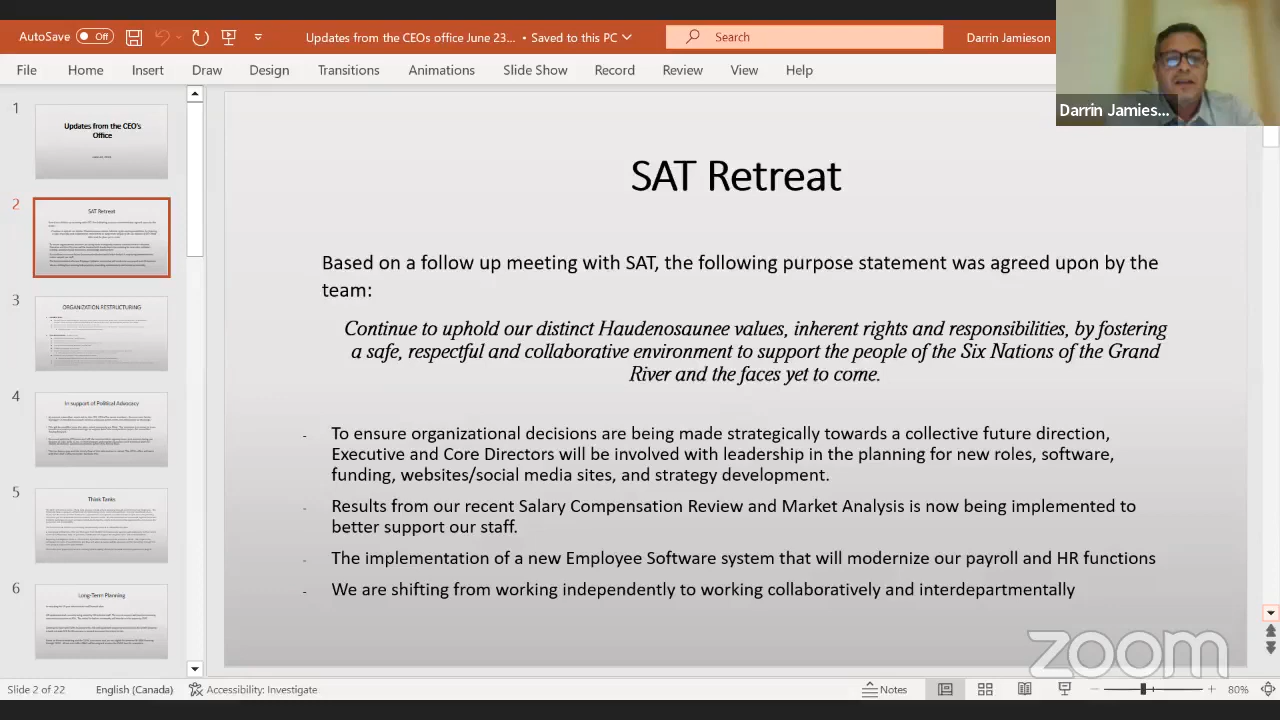 AutoSave Off
Updates from the CEOs office June 23... • Saved to this PC
Search
Darrin Jamieson
File Home Insert Draw Design Transitions Animations Slide Show Record Review View Help
Darrin Jamies...
1
Updates from the CEO's
Office
2
SAT Retreat
3
ORGANIZATION RESTRUCTURING
4
In support of Political Advocacy
5
Think Tanks
6
Long-Term Planning
SAT Retreat
Based on a follow up meeting with SAT, the following purpose statement was agreed upon by the
team:
Continue to uphold our distinct Haudenosaunee values, inherent rights and responsibilities, by fostering
a safe, respectful and collaborative environment to support the people of the Six Nations of the Grand
River and the faces yet to come.
- To ensure organizational decisions are being made strategically towards a collective future direction,
Executive and Core Directors will be involved with leadership in the planning for new roles, software,
funding, websites/social media sites, and strategy development.
- Results from our recent Salary Compensation Review and Market Analysis is now being implemented to
better support our staff.
- The implementation of a new Employee Software system that will modernize our payroll and HR functions
- We are shifting from working independently to working collaboratively and interdepartmentally
zoom
Slide 2 of 22 English (Canada) Accessibility: Investigate Notes 80%